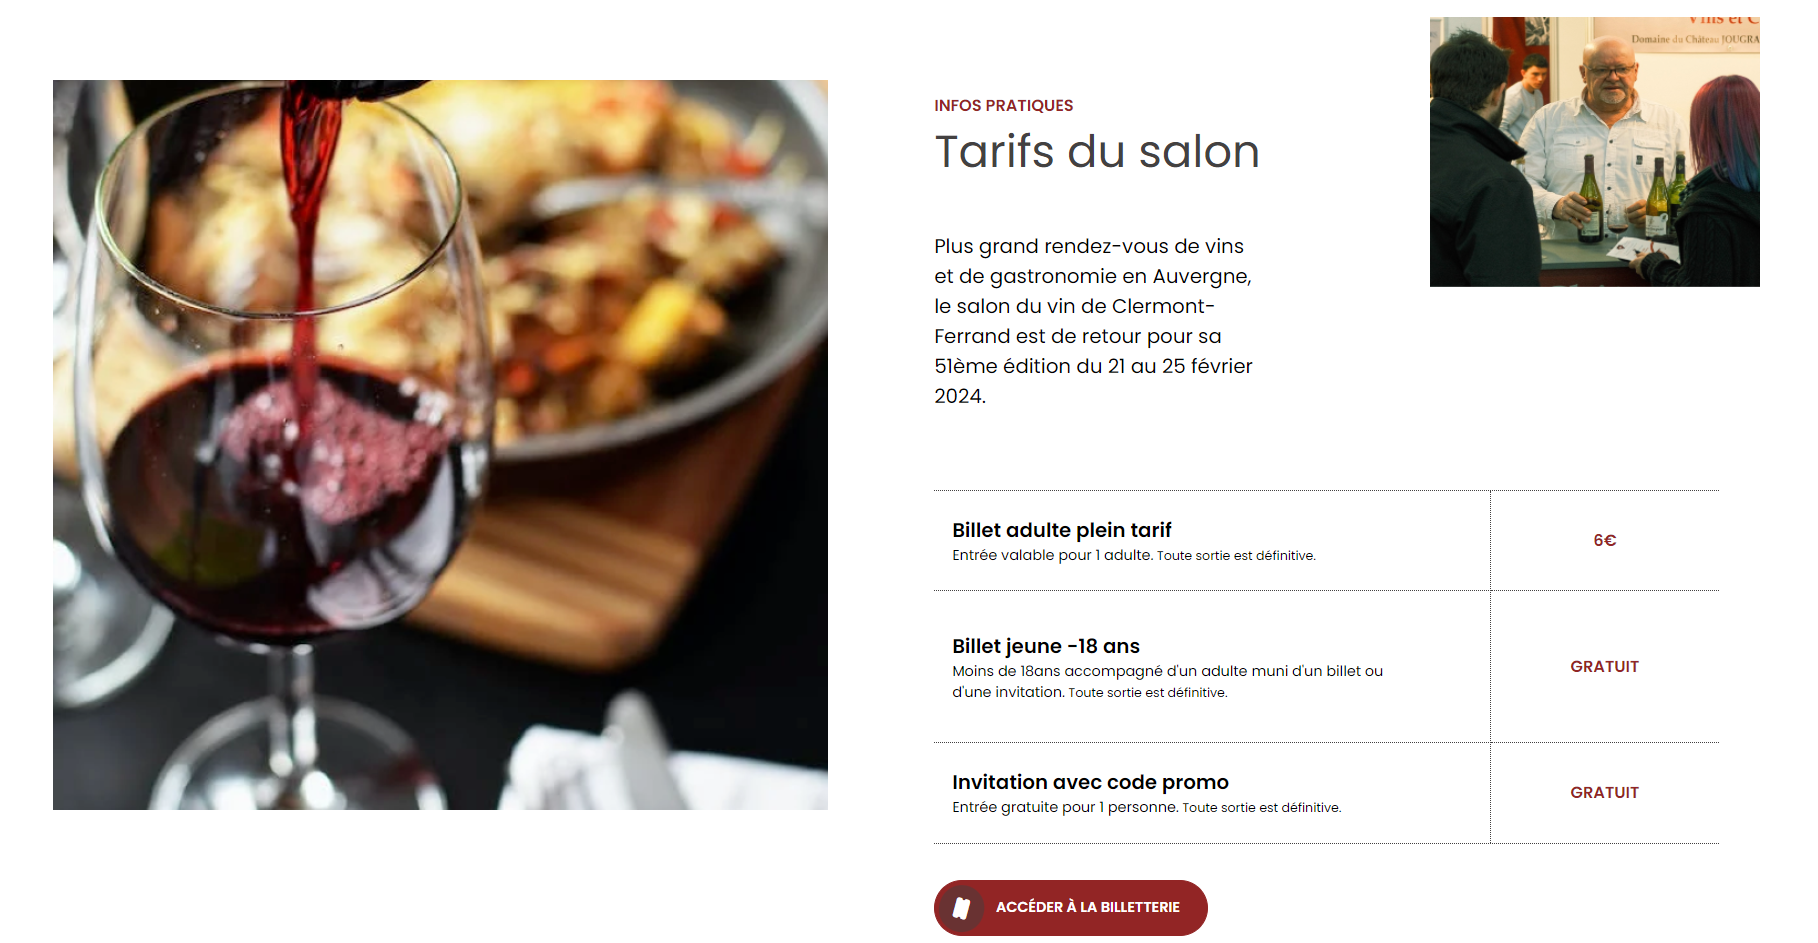 Vins et C
Domaine du Château JOUGRA
INFOS PRATIQUES
Tarifs du salon
Plus grand rendez-vous de vins
et de gastronomie en Auvergne,
le salon du vin de Clermont-
Ferrand est de retour pour sa
51ème édition du 21 au 25 février
2024.
Billet adulte plein tarif
Entrée valable pour 1 adulte. Toute sortie est définitive.
6€
Billet jeune -18 ans
Moins de 18ans accompagné d'un adulte muni d'un billet ou
d'une invitation. Toute sortie est définitive.
GRATUIT
Invitation avec code promo
Entrée gratuite pour 1 personne. Toute sortie est définitive.
GRATUIT
ACCÉDER À LA BILLETTERIE